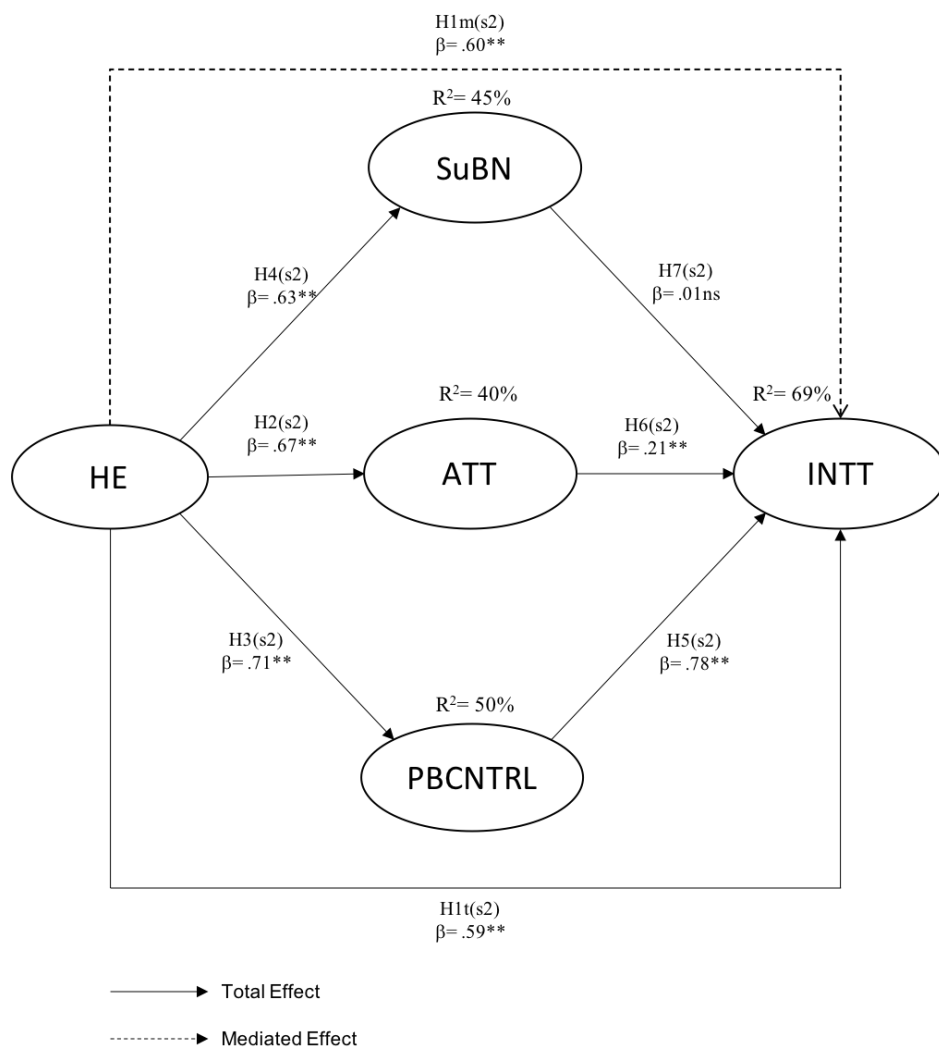 H1m(s2)
β= .60**
R²= 45%
SuBN
H4(s2)
β= .63**
H7(s2)
β= .01ns
R²= 40%
R²= 69%
H2(s2)
β= .67**
H6(s2)
β= .21**
HE
ATT
INTT
H3(s2)
β= .71**
H5(s2)
β= .78**
R²= 50%
PBCNTRL
H1t(s2)
β= .59**
Total Effect
Mediated Effect